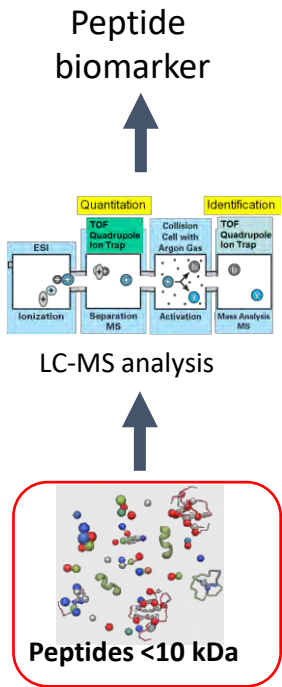 Peptide
biomarker
Quantitation
Identification
TOF
Quadrupole
Ion Trap
Collision
Cell with
Argon Gas
TOF
Quadrupole
Ion Trap
ESI
+
+
+
+
+
+
b
y
b
y
Ionization
Separation
MS
Activation
Mass Analysis
MS
LC-MS analysis
Peptides <10 kDa